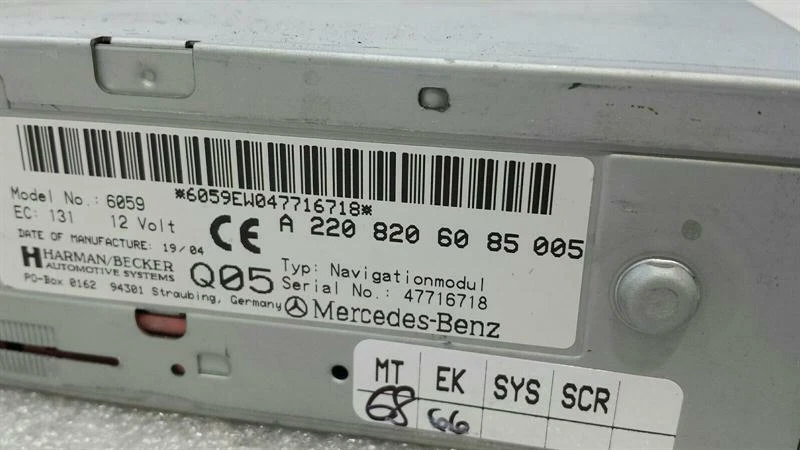 *6059EW047716718*
Model No.: 6059
EC: 131 12 Volt
CE A 220 820 60 85 005
DATE OF MANUFACTURE: 19/04
HARMAN/BECKER
AUTOMOTIVE SYSTEMS
Q05
Typ: Navigationmodul
Serial No.: 47716718
PO-Box 0162 94301 Straubing, Germany
Mercedes-Benz
MT EK SYS SCR
68 66